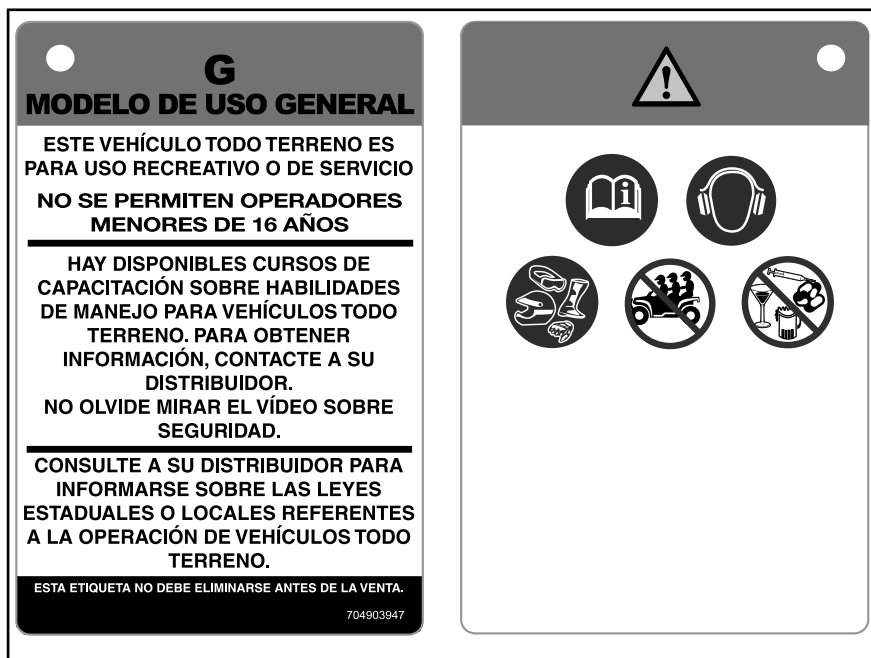 G
MODELO DE USO GENERAL
ESTE VEHÍCULO TODO TERRENO ES
PARA USO RECREATIVO O DE SERVICIO
NO SE PERMITEN OPERADORES
MENORES DE 16 AÑOS
HAY DISPONIBLES CURSOS DE
CAPACITACIÓN SOBRE HABILIDADES
DE MANEJO PARA VEHÍCULOS TODO
TERRENO. PARA OBTENER
INFORMACIÓN, CONTACTE A SU
DISTRIBUIDOR.
NO OLVIDE MIRAR EL VÍDEO SOBRE
SEGURIDAD.
CONSULTE A SU DISTRIBUIDOR PARA
INFORMARSE SOBRE LAS LEYES
ESTADUALES O LOCALES REFERENTES
A LA OPERACIÓN DE VEHÍCULOS TODO
TERRENO.
ESTA ETIQUETA NO DEBE ELIMINARSE ANTES DE LA VENTA.
704903947
!
i